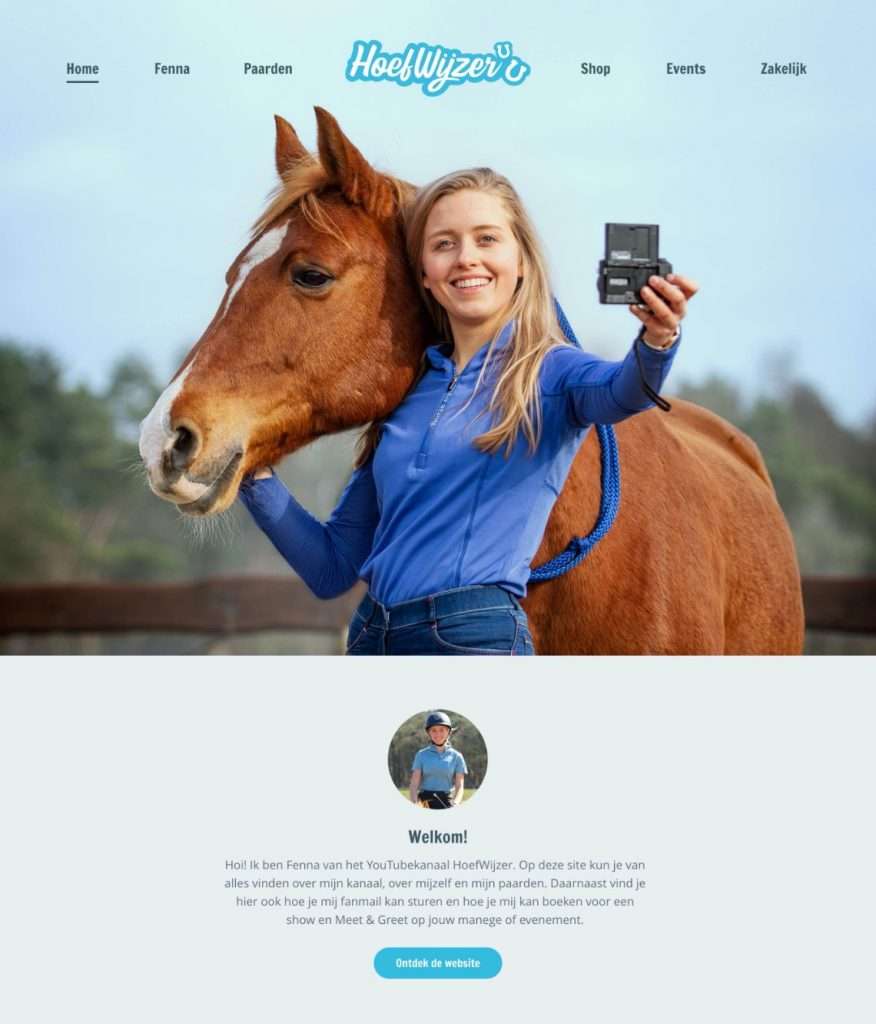 Home Fenna Paarden HoefWijzer Shop Events Zakelijk
Welkom!
Hoi! Ik ben Fenna van het YouTubekanaal HoefWijzer. Op deze site kun je van
alles vinden over mijn kanaal, over mijzelf en mijn paarden. Daarnaast vind je
hier ook hoe je mij fanmail kan sturen en hoe je mij kan boeken voor een
show en Meet & Greet op jouw manege of evenement.
Ontdek de website